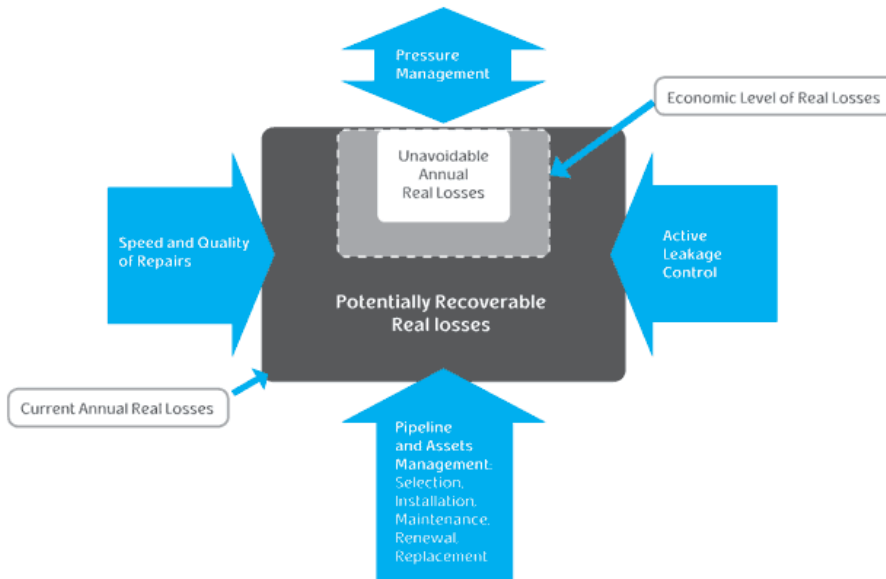 Pressure
Management
Economic Level of Real Losses
Unavoidable
Annual
Real Losses
Speed and Quality
of Repairs
Active
Leakage
Control
Potentially Recoverable
Real losses
Current Annual Real Losses
Pipeline
and Assets
Management:
Selection,
Installation,
Maintenance,
Renewal,
Replacement